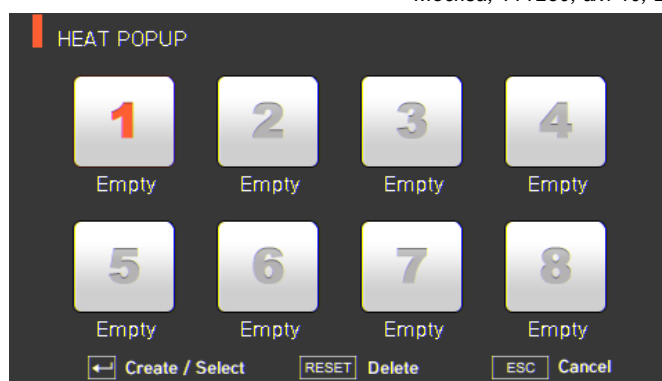 HEAT POPUP
1 2 3 4
Empty Empty Empty Empty
5 6 7 8
Empty Empty Empty Empty
Create / Select RESET Delete ESC Cancel